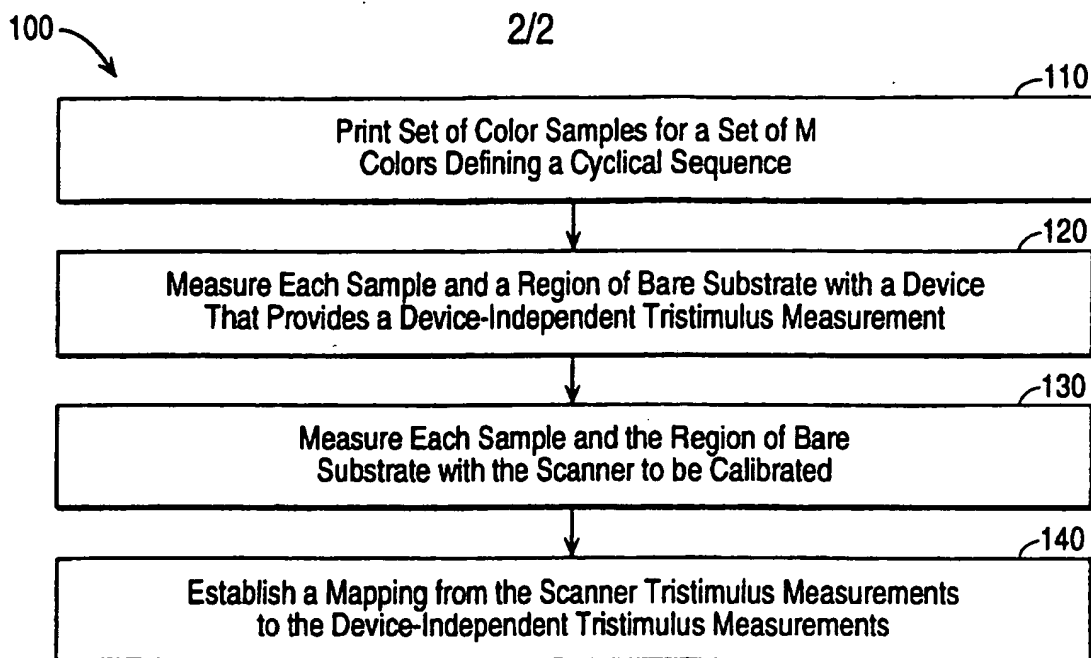 100
2/2
110
Print Set of Color Samples for a Set of M
Colors Defining a Cyclical Sequence
120
Measure Each Sample and a Region of Bare Substrate with a Device
That Provides a Device-Independent Tristimulus Measurement
130
Measure Each Sample and the Region of Bare
Substrate with the Scanner to be Calibrated
140
Establish a Mapping from the Scanner Tristimulus Measurements
to the Device-Independent Tristimulus Measurements